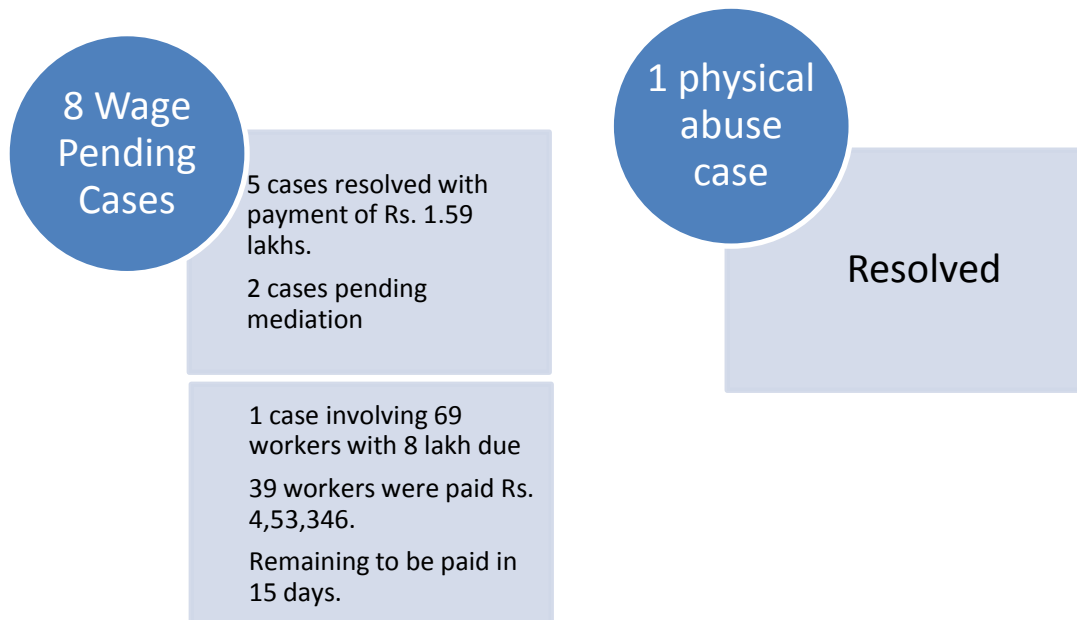 8 Wage
Pending
Cases
5 cases resolved with
payment of Rs. 1.59
lakhs.
2 cases pending
mediation
1 case involving 69
workers with 8 lakh due
39 workers were paid Rs.
4,53,346.
Remaining to be paid in
15 days.
1 physical
abuse
case
Resolved